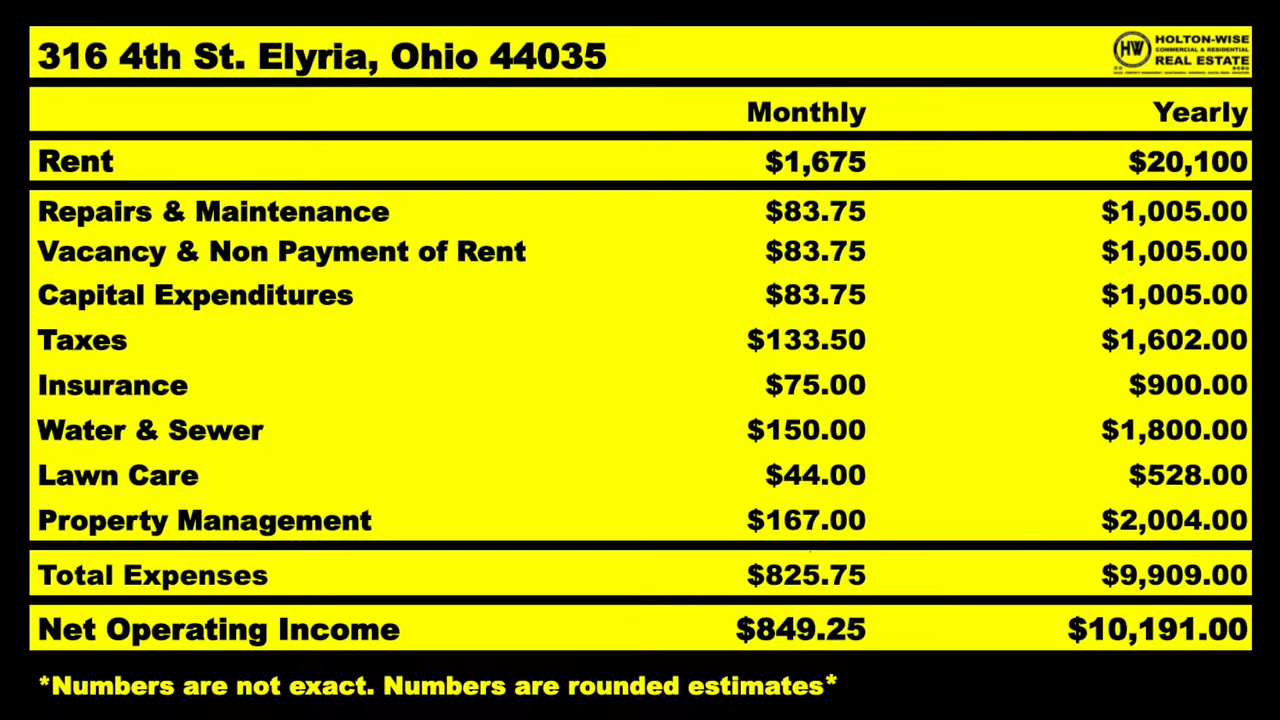 316 4th St. Elyria, Ohio 44035
HOLTON-WISE
COMMERCIAL & RESIDENTIAL
REAL ESTATE
HW
Monthly Yearly
Rent $1,675 $20,100
Repairs & Maintenance $83.75 $1,005.00
Vacancy & Non Payment of Rent $83.75 $1,005.00
Capital Expenditures $83.75 $1,005.00
Taxes $133.50 $1,602.00
Insurance $75.00 $900.00
Water & Sewer $150.00 $1,800.00
Lawn Care $44.00 $528.00
Property Management $167.00 $2,004.00
Total Expenses $825.75 $9,909.00
Net Operating Income $849.25 $10,191.00
*Numbers are not exact. Numbers are rounded estimates*